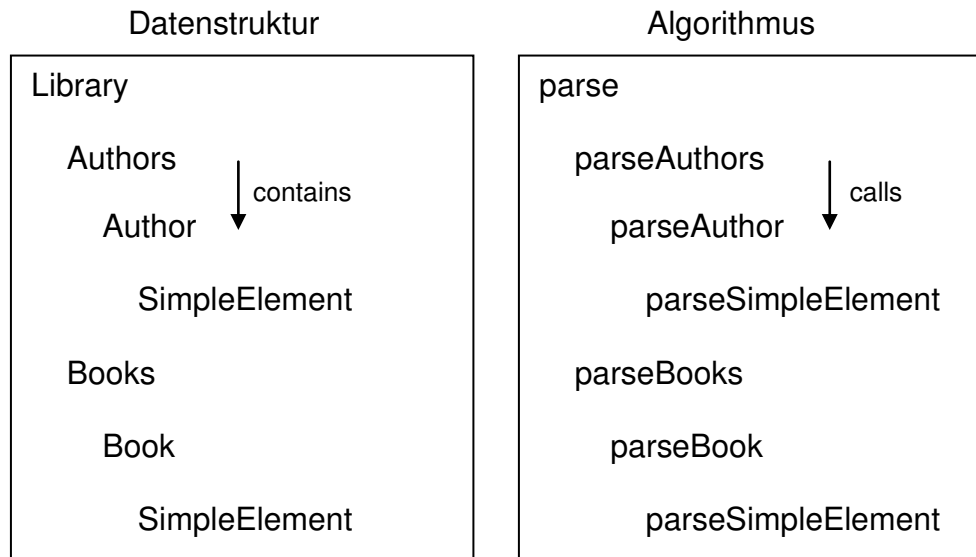 Datenstruktur
Library
Authors
contains
Author
SimpleElement
Books
Book
SimpleElement
Algorithmus
parse
parseAuthors
calls
parseAuthor
parseSimpleElement
parseBooks
parseBook
parseSimpleElement